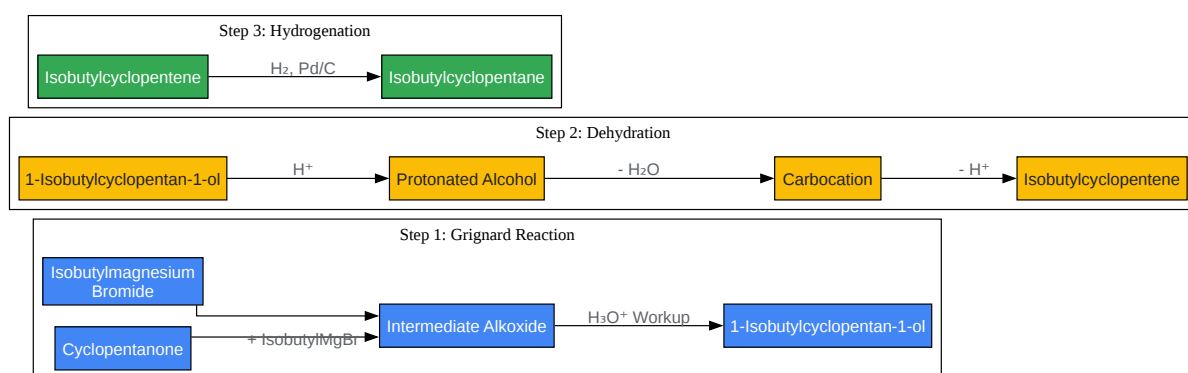 Step 3: Hydrogenation
Isobutylcyclopentene
H₂, Pd/C
Isobutylcyclopentane
Step 2: Dehydration
1-Isobutylcyclopentan-1-ol
H⁺
Protonated Alcohol
- H₂O
Carbocation
- H⁺
Isobutylcyclopentene
Step 1: Grignard Reaction
Isobutylmagnesium
Bromide
Cyclopentanone
+ IsobutylMgBr
Intermediate Alkoxide
H₃O⁺ Workup
1-Isobutylcyclopentan-1-ol